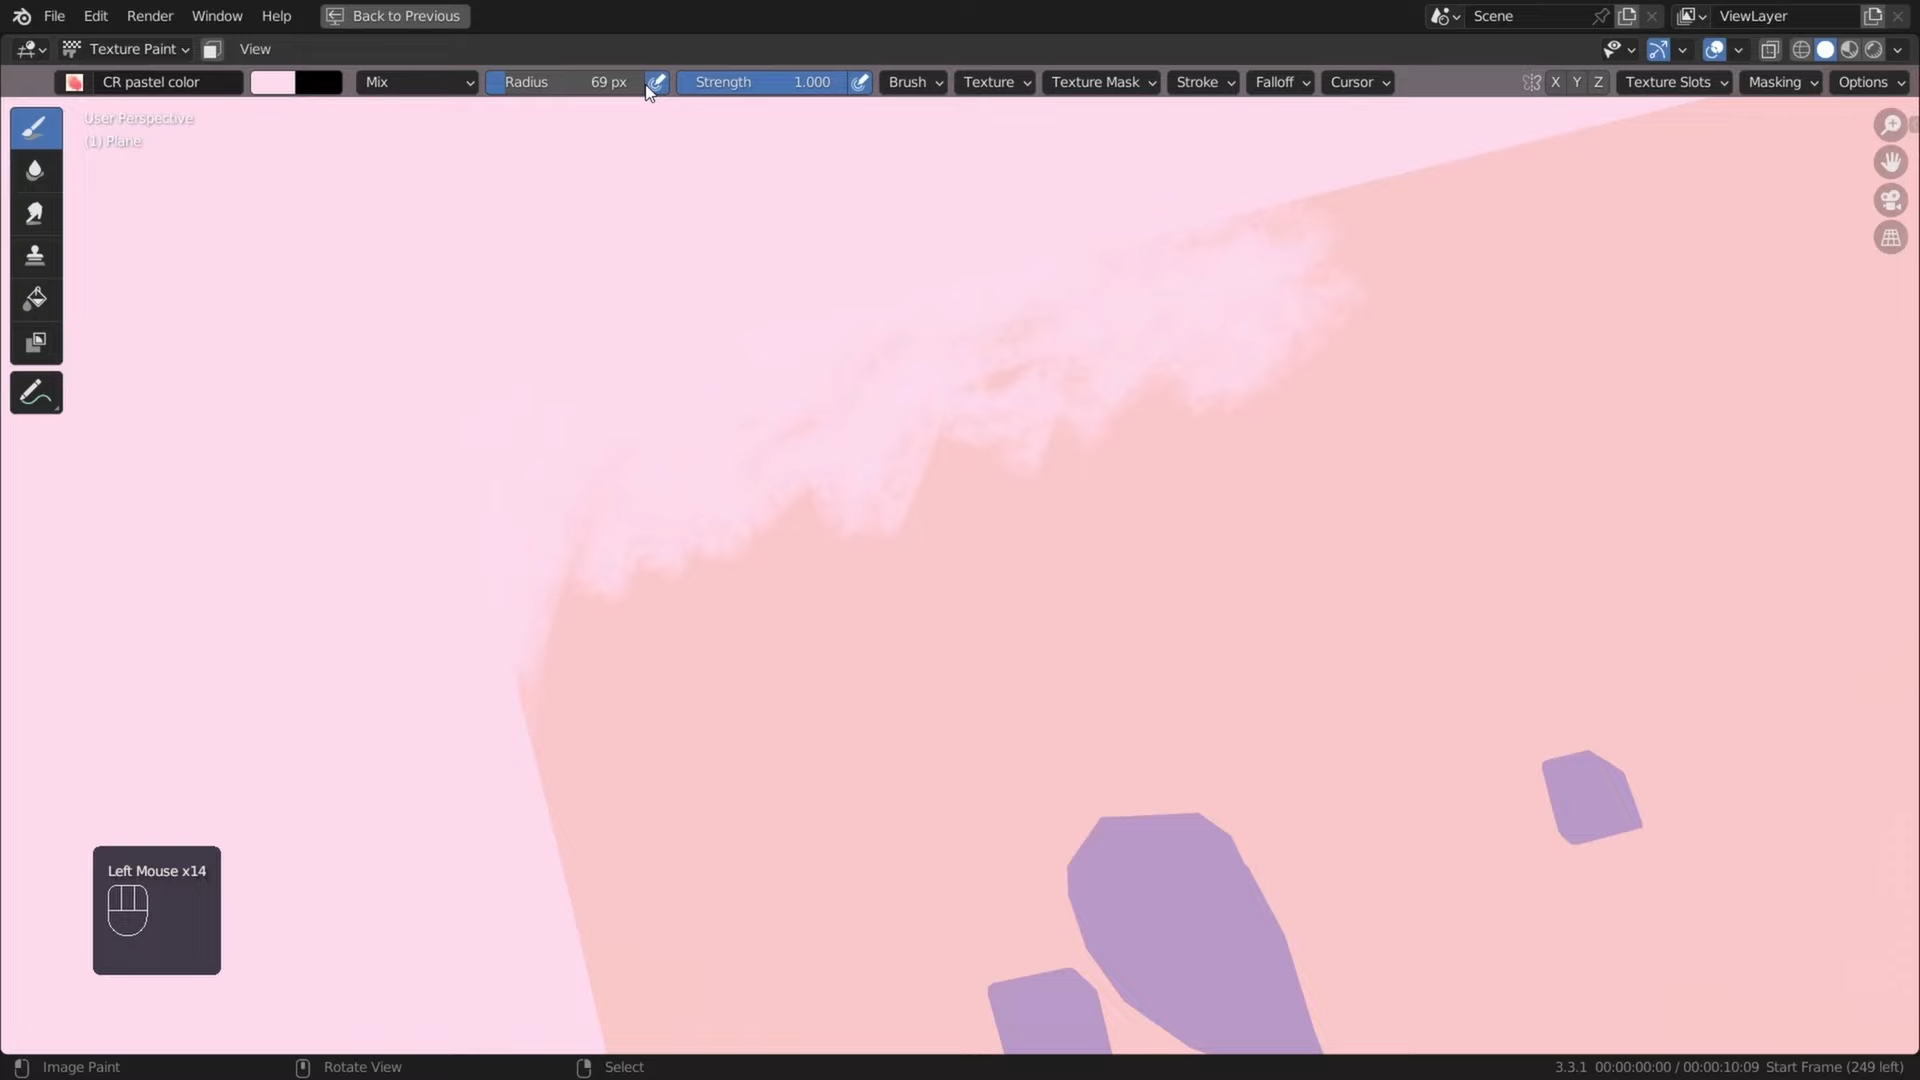 File Edit Render Window Help Back to Previous Scene ViewLayer
Texture Paint View
CR pastel color Mix Radius 69 px Strength 1.000 Brush Texture Texture Mask Stroke Falloff Cursor X Y Z Texture Slots Masking Options
User Perspective
(1) Plane
Left Mouse x14
Image Paint Rotate View Select 3.3.1 00:00:00:00 / 00:00:10:09 Start Frame (249 left)